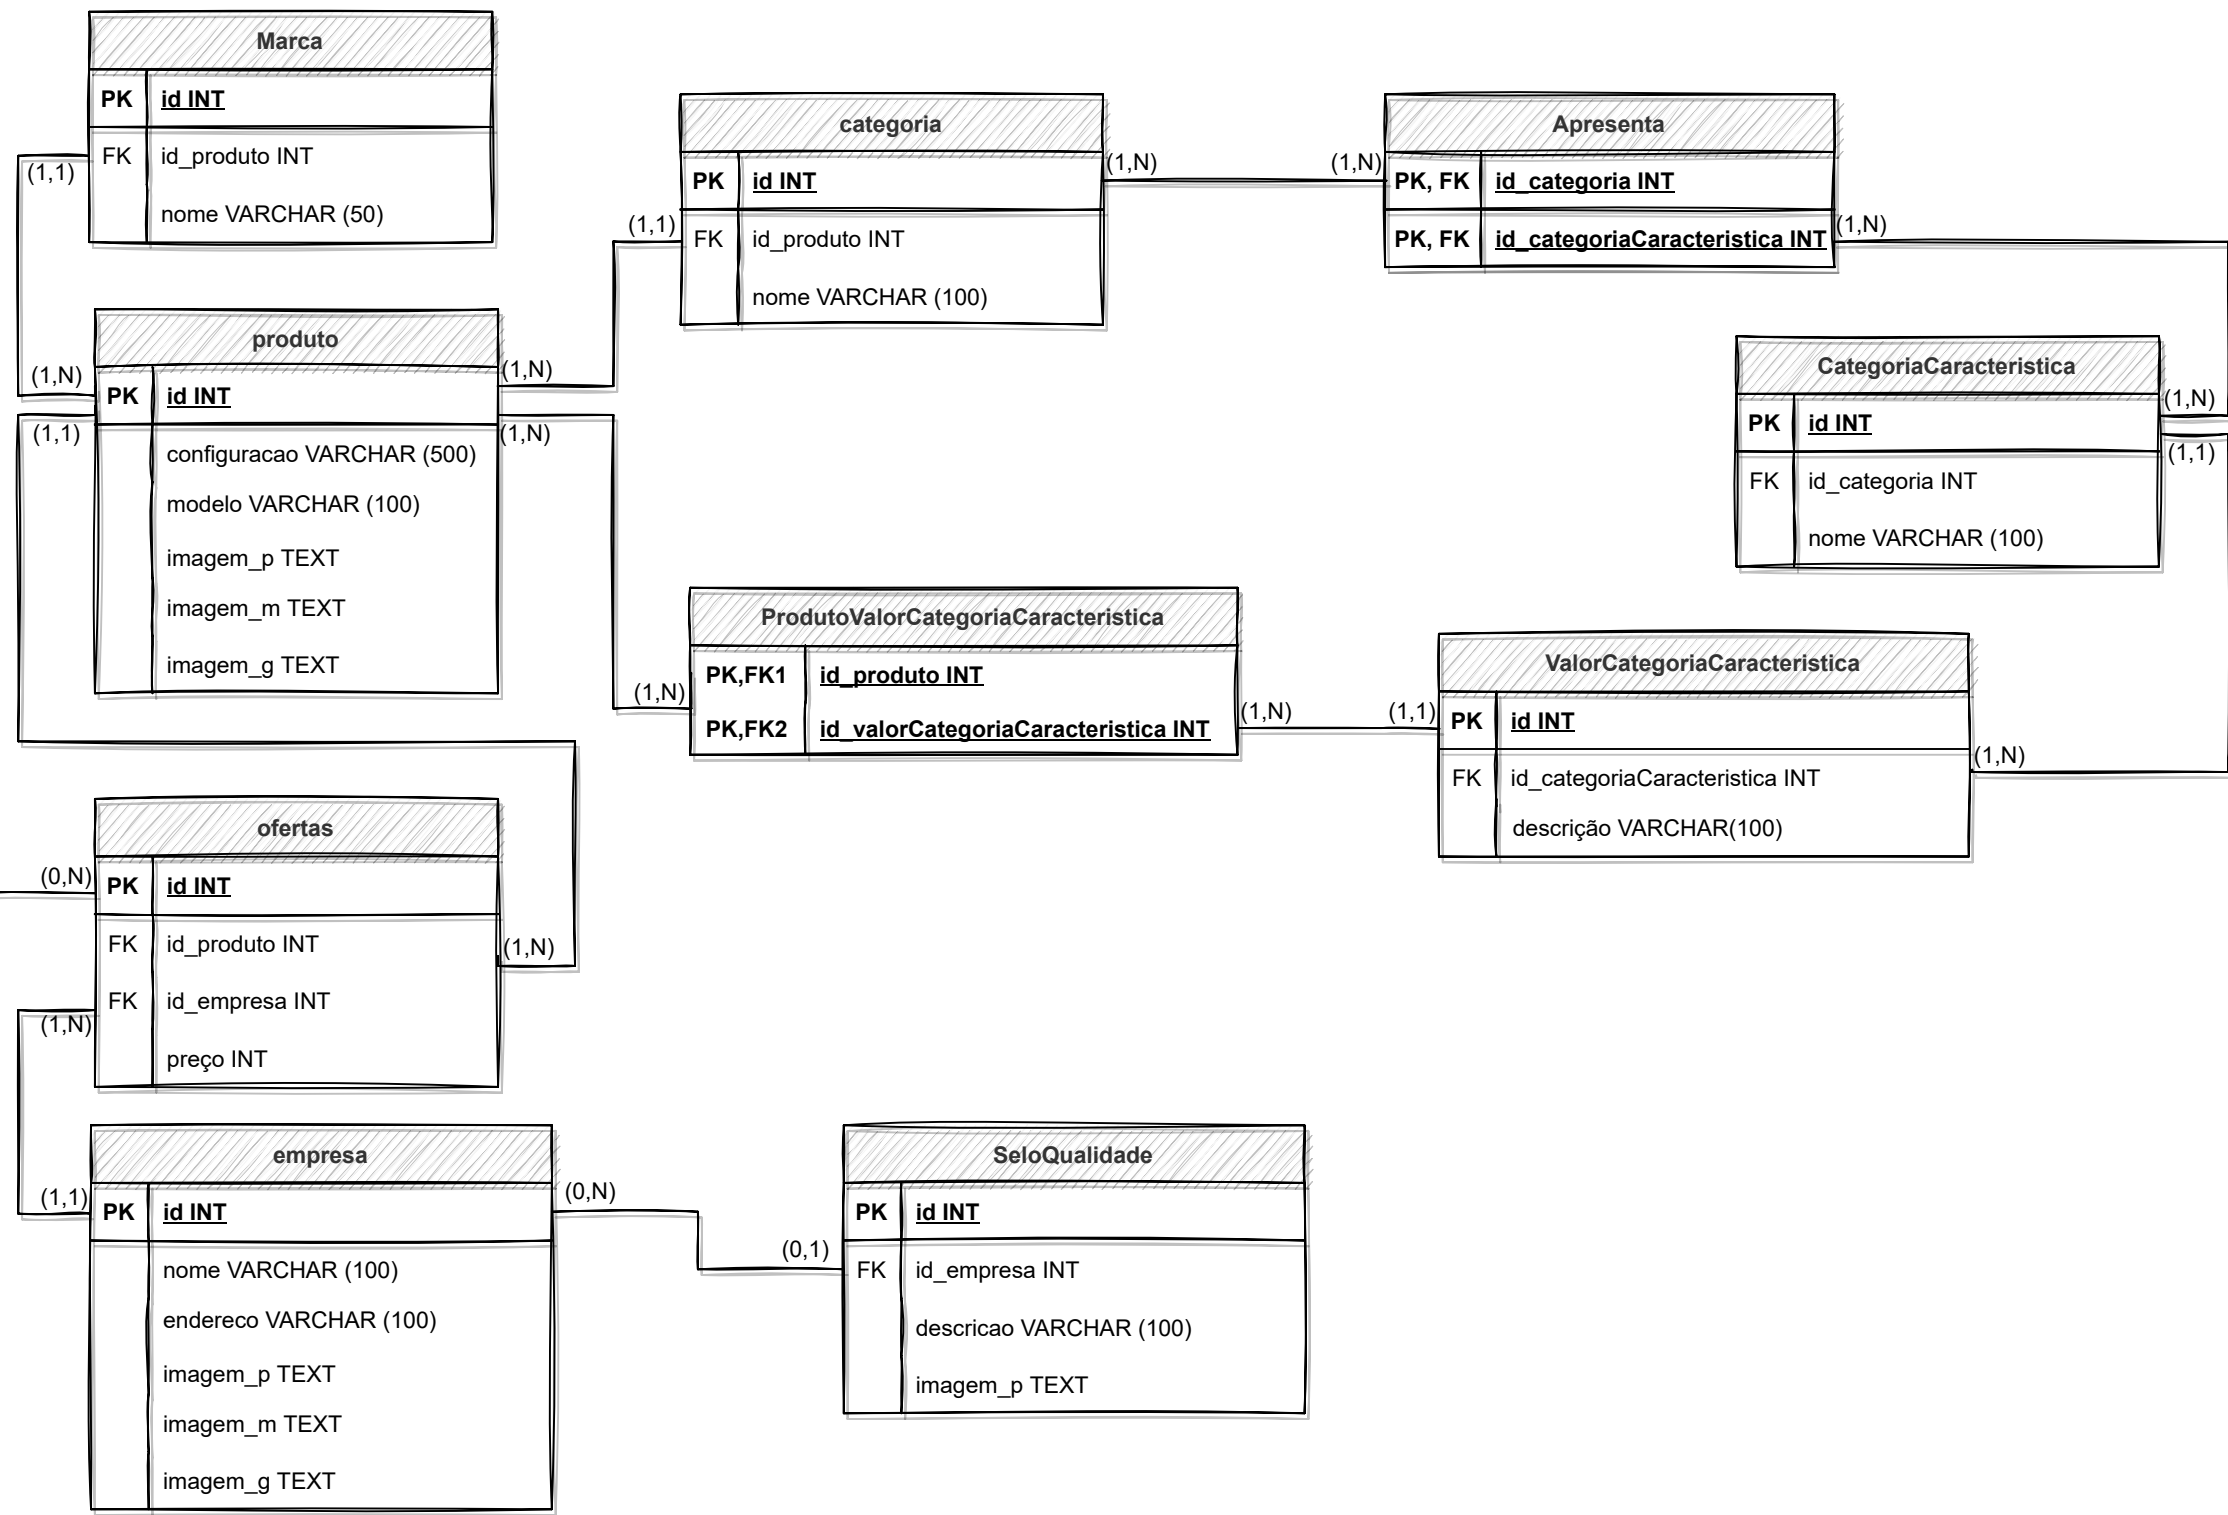 Marca
PK id INT
FK id_produto INT
nome VARCHAR (50)
(1,1)
(1,N)
produto
PK id INT
configuracao VARCHAR (500)
modelo VARCHAR (100)
imagem_p TEXT
imagem_m TEXT
imagem_g TEXT
(1,1)
(1,N)
(1,N)
(1,1)
categoria
PK id INT
FK id_produto INT
nome VARCHAR (100)
(1,N)
(1,N)
Apresenta
PK, FK id_categoria INT
PK, FK id_categoriaCaracteristica INT
(1,N)
CategoriaCaracteristica
PK id INT
FK id_categoria INT
nome VARCHAR (100)
(1,N)
(1,1)
ProdutoValorCategoriaCaracteristica
PK,FK1 id_produto INT
PK,FK2 id_valorCategoriaCaracteristica INT
(1,N)
(1,N)
(1,1)
ValorCategoriaCaracteristica
PK id INT
FK id_categoriaCaracteristica INT
descrição VARCHAR(100)
(1,N)
ofertas
(0,N)
PK id INT
FK id_produto INT
(1,N)
FK id_empresa INT
(1,N)
preço INT
empresa
(1,1)
PK id INT
nome VARCHAR (100)
endereco VARCHAR (100)
imagem_p TEXT
imagem_m TEXT
imagem_g TEXT
(0,N)
(0,1)
SeloQualidade
PK id INT
FK id_empresa INT
descricao VARCHAR (100)
imagem_p TEXT